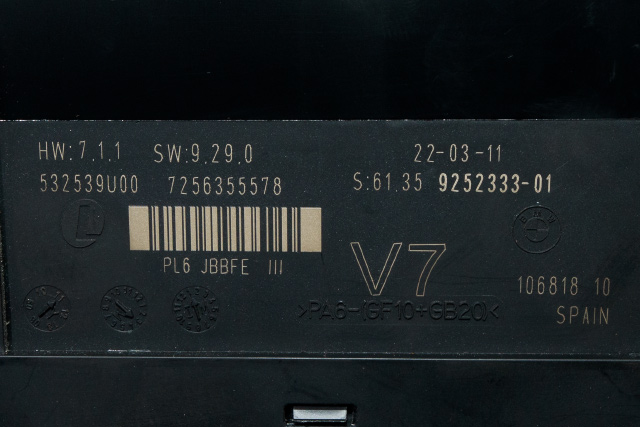 HW:7.1.1 SW:9.29.0 22-03-11
532539U00 7256355578 S:61.35 9252333-01
PL6 JBBFE III
V7
106818 10
>PA6-(GF10+GB20)<
SPAIN